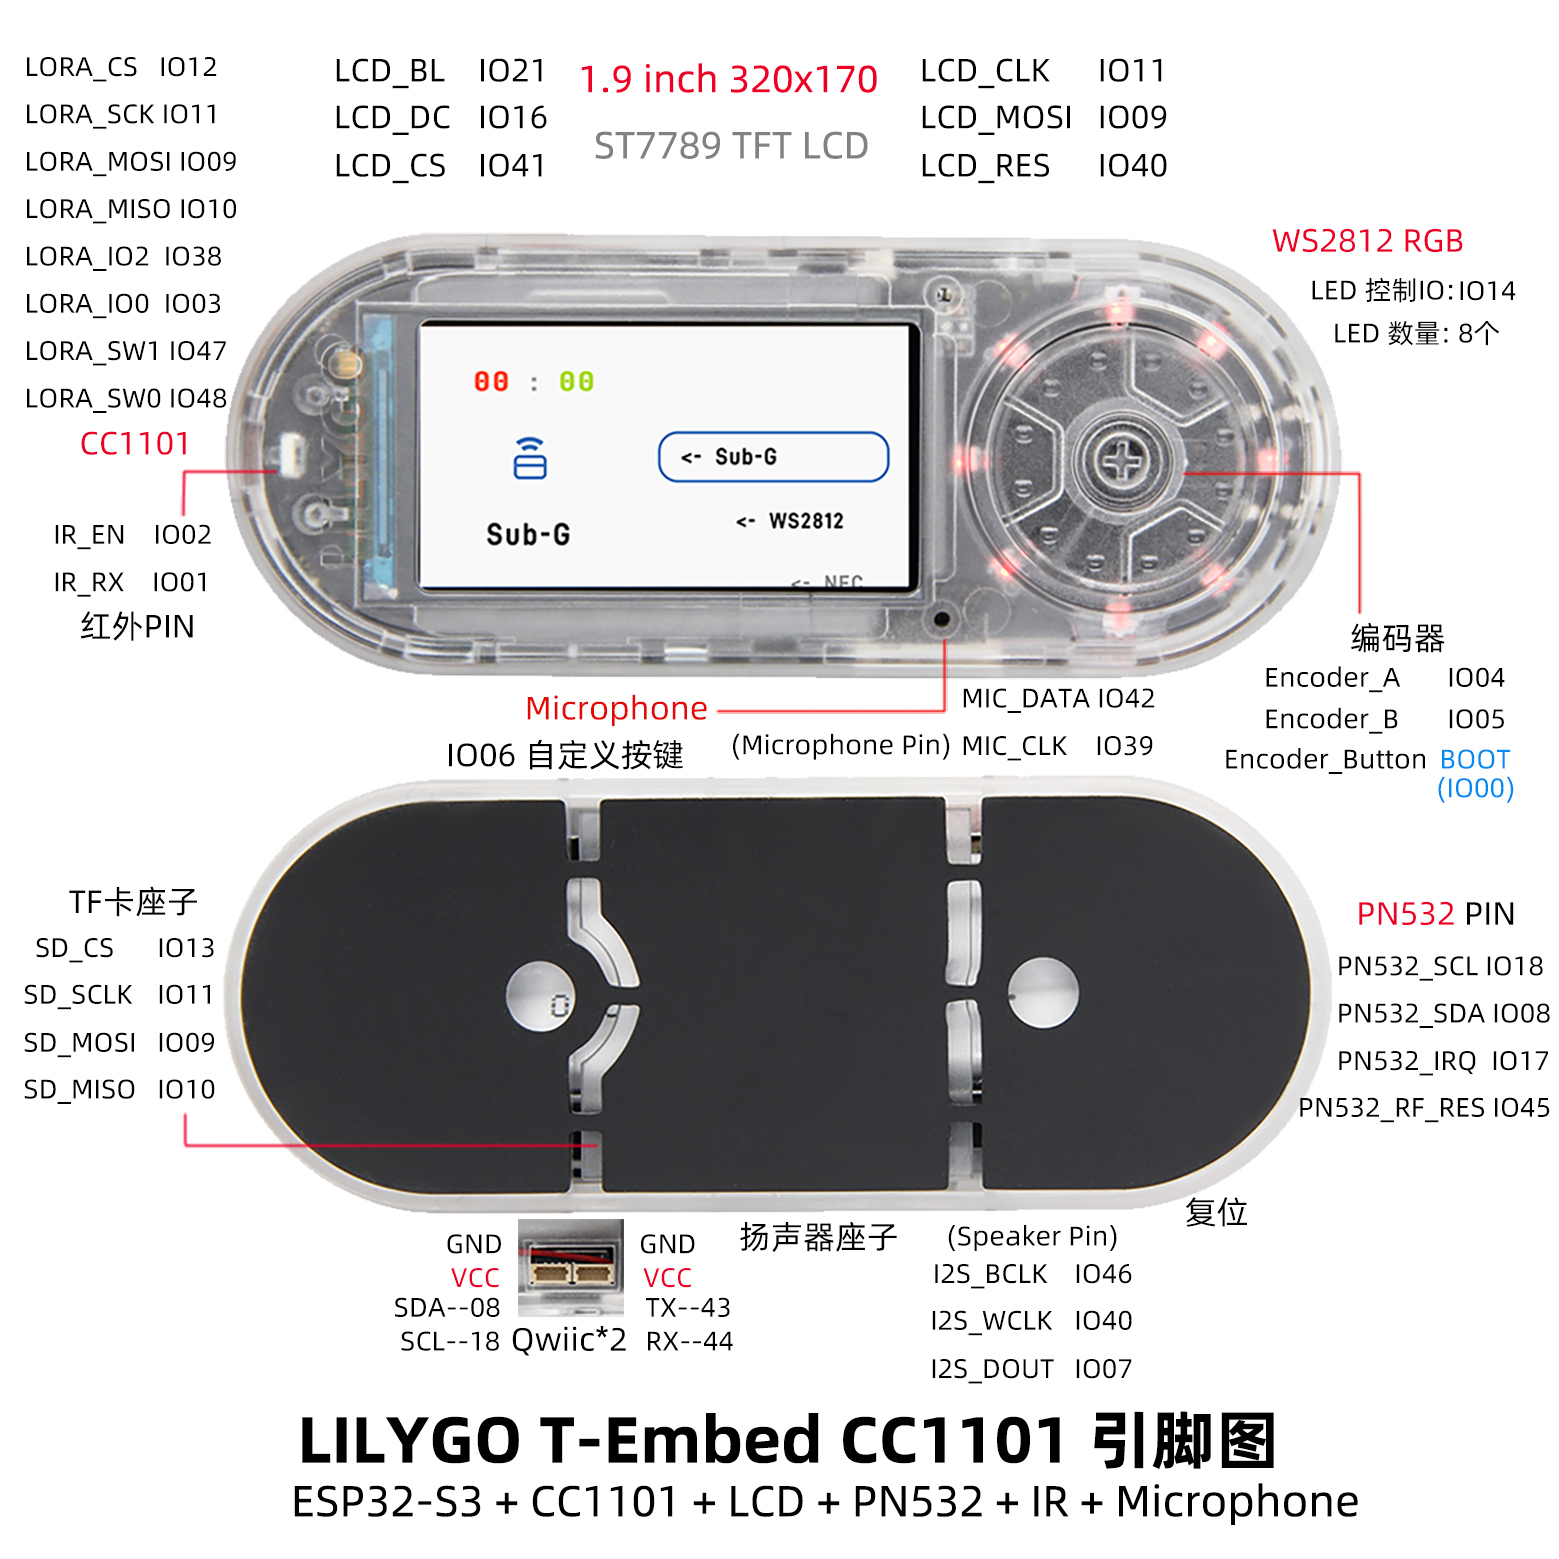 LORA_CS IO12
LORA_SCK IO11
LORA_MOSI IO09
LORA_MISO IO10
LORA_IO2 IO38
LORA_IO0 IO03
LORA_SW1 IO47
LORA_SW0 IO48
CC1101
LCD_BL IO21
LCD_DC IO16
LCD_CS IO41
1.9 inch 320x170
ST7789 TFT LCD
LCD_CLK IO11
LCD_MOSI IO09
LCD_RES IO40
WS2812 RGB
LED 控制IO:IO14
LED 数量: 8个
00 : 00
<- Sub-G
<- WS2812
Sub-G
<- NFC
IR_EN IO02
IR_RX IO01
红外PIN
编码器
Encoder_A IO04
Encoder_B IO05
Encoder_Button BOOT
(IO00)
Microphone
MIC_DATA IO42
(Microphone Pin) MIC_CLK IO39
IO06 自定义按键
TF卡座子
SD_CS IO13
SD_SCLK IO11
SD_MOSI IO09
SD_MISO IO10
0
PN532 PIN
PN532_SCL IO18
PN532_SDA IO08
PN532_IRQ IO17
PN532_RF_RES IO45
复位
GND
VCC
SDA--08
SCL--18
Qwiic*2
GND
VCC
TX--43
RX--44
扬声器座子 (Speaker Pin)
I2S_BCLK IO46
I2S_WCLK IO40
I2S_DOUT IO07
LILYGO T-Embed CC1101 引脚图
ESP32-S3 + CC1101 + LCD + PN532 + IR + Microphone